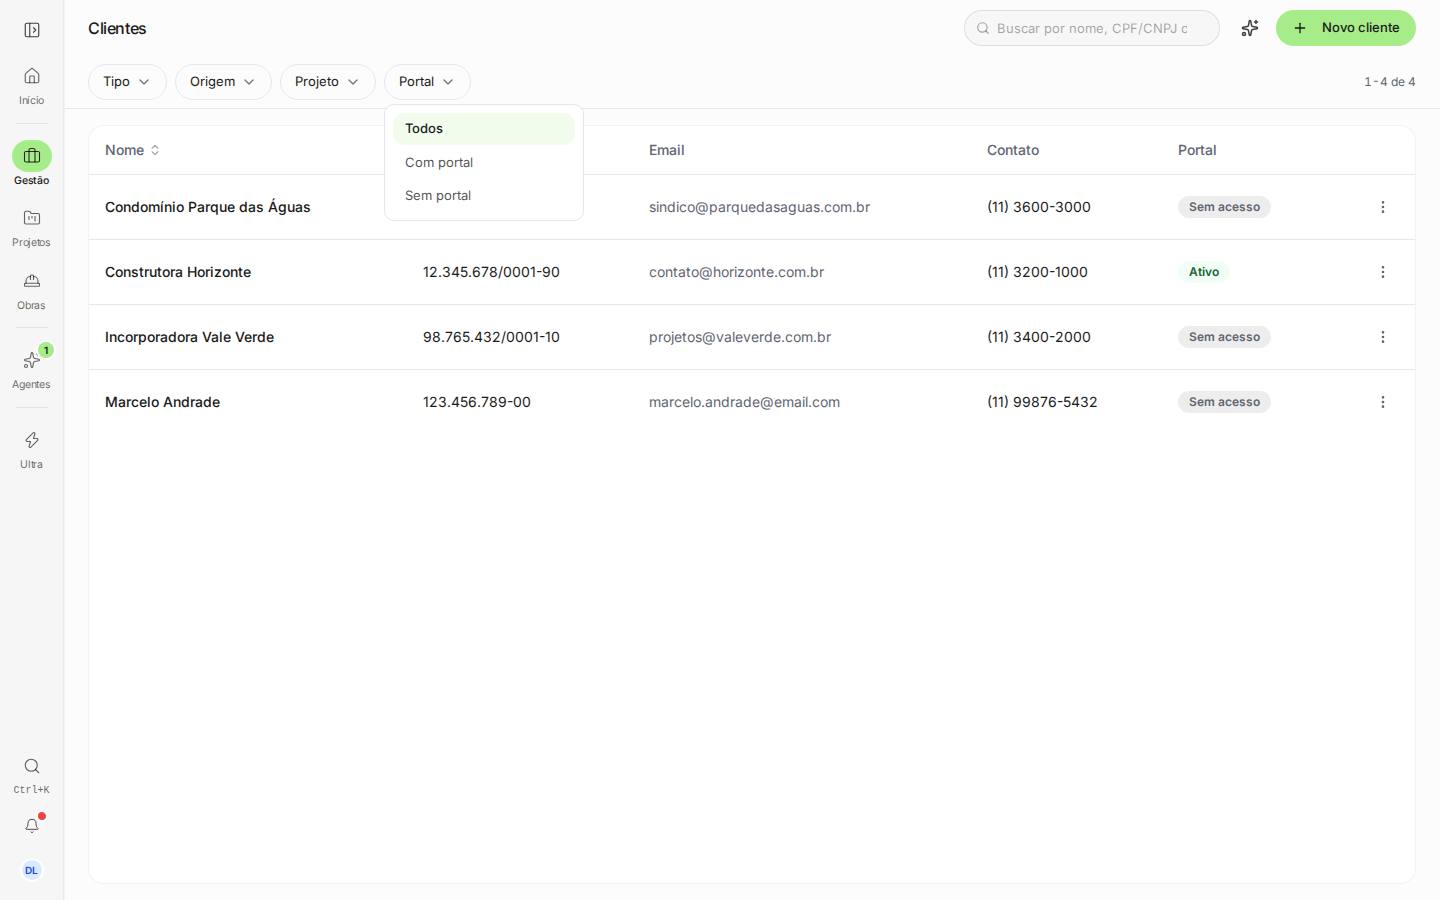 Clientes
Buscar por nome, CPF/CNPJ
Novo cliente
Tipo
Origem
Projeto
Portal
1-4 de 4
Todos
Com portal
Sem portal
Nome
Email
Contato
Portal
Condomínio Parque das Águas
sindico@parquedasaguas.com.br
(11) 3600-3000
Sem acesso
Construtora Horizonte
12.345.678/0001-90
contato@horizonte.com.br
(11) 3200-1000
Ativo
Incorporadora Vale Verde
98.765.432/0001-10
projetos@valeverde.com.br
(11) 3400-2000
Sem acesso
Marcelo Andrade
123.456.789-00
marcelo.andrade@email.com
(11) 99876-5432
Sem acesso
Início
Gestão
Projetos
Obras
1
Agentes
Ultra
Ctrl+K
DL